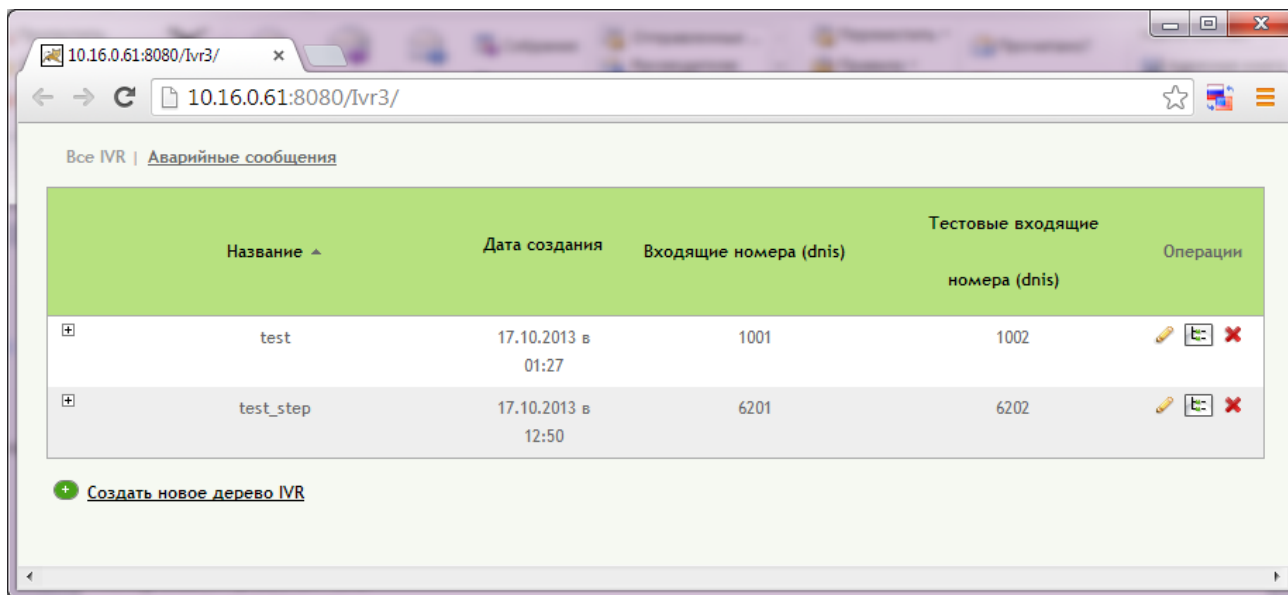 10.16.0.61:8080/Ivr3/
10.16.0.61:8080/Ivr3/
Все IVR | Аварийные сообщения
Название Дата создания Входящие номера (dnis) Тестовые входящие номера (dnis) Операции
test 17.10.2013 в 01:27 1001 1002
test_step 17.10.2013 в 12:50 6201 6202
Создать новое дерево IVR